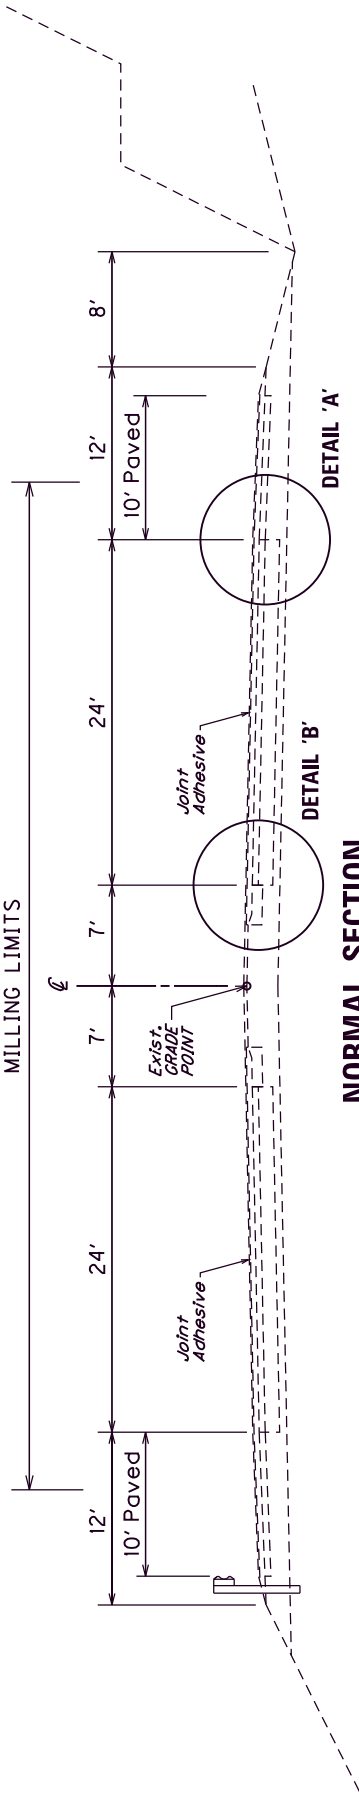 MILLING LIMITS
℄
12'
24'
7'
7'
24'
12'
8'
10' Paved
10' Paved
Joint
Adhesive
Exist.
GRADE
POINT
Joint
Adhesive
DETAIL 'B'
DETAIL 'A'
NORMAL SECTION